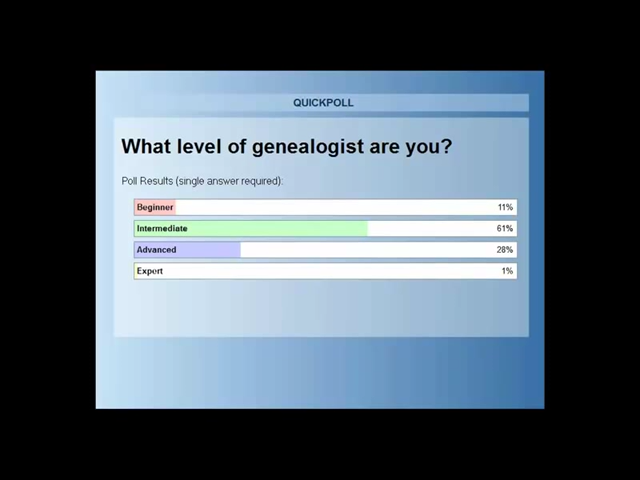 QUICKPOLL
What level of genealogist are you?
Poll Results (single answer required):
Beginner 11%
Intermediate 61%
Advanced 28%
Expert 1%